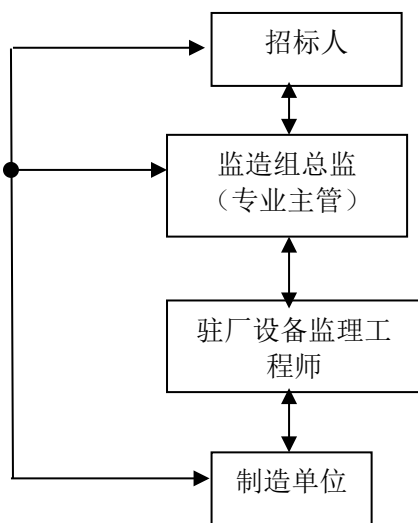 招标人
监造组总监
（专业主管）
驻厂设备监理工
程师
制造单位